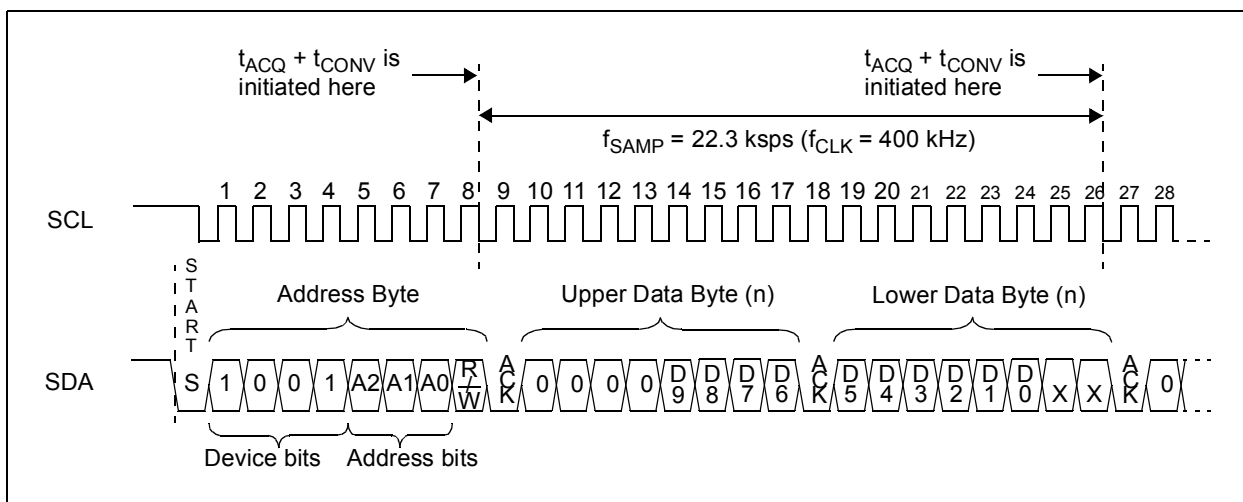 tACQ + tCONV is
initiated here
tACQ + tCONV is
initiated here
fSAMP = 22.3 ksps (fCLK = 400 kHz)
1 2 3 4 5 6 7 8 9 10 11 12 13 14 15 16 17 18 19 20 21 22 23 24 25 26 27 28
SCL
START
Address Byte
Upper Data Byte (n)
Lower Data Byte (n)
SDA
S 1 0 0 1 A2 A1 A0 R/W ACK 0 0 0 0 D9 D8 D7 D6 ACK D5 D4 D3 D2 D1 D0 X X ACK 0
Device bits
Address bits